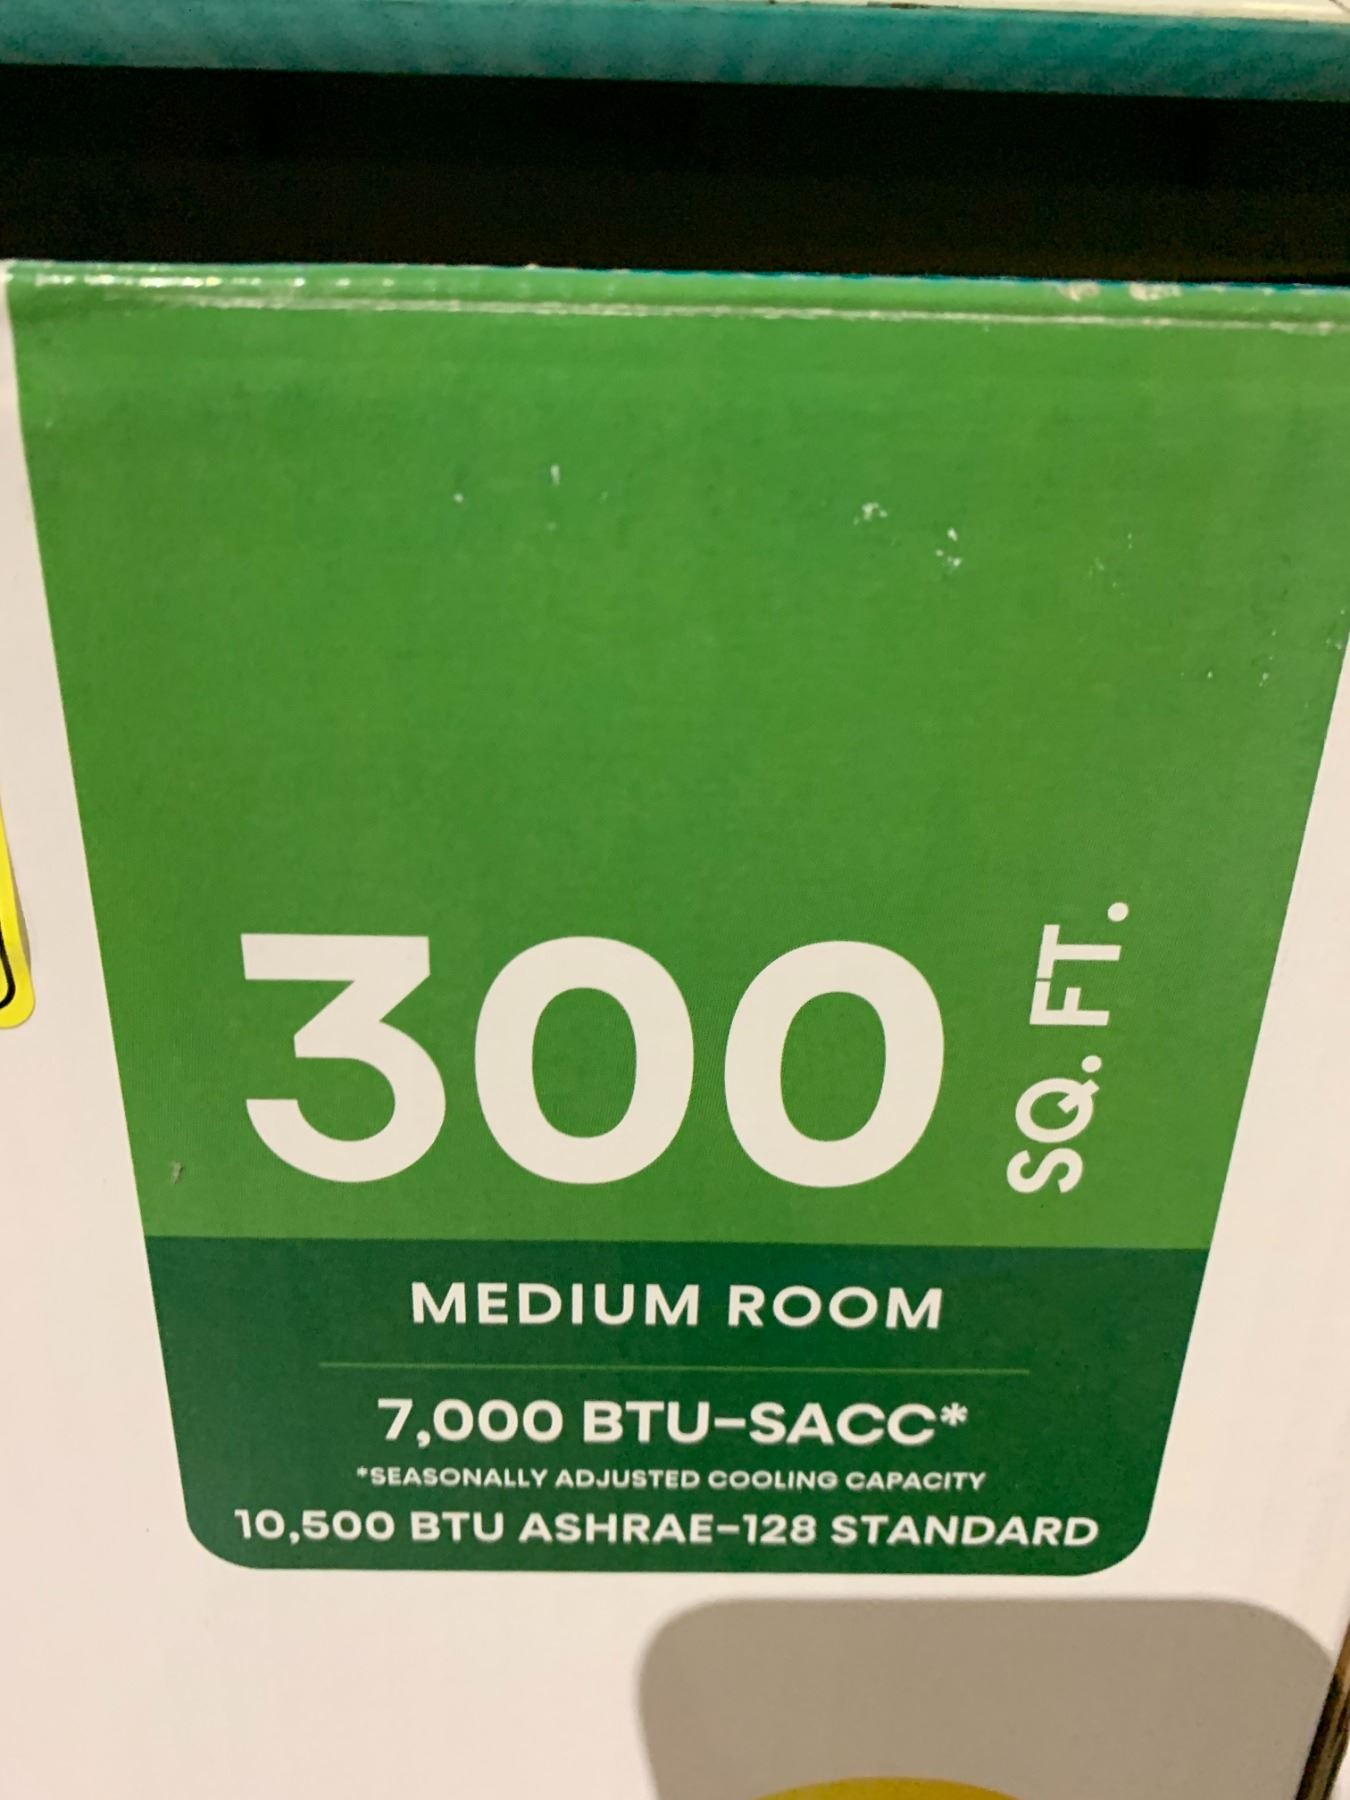 300 SQ. FT.
MEDIUM ROOM
7,000 BTU-SACC*
*SEASONALLY ADJUSTED COOLING CAPACITY
10,500 BTU ASHRAE-128 STANDARD